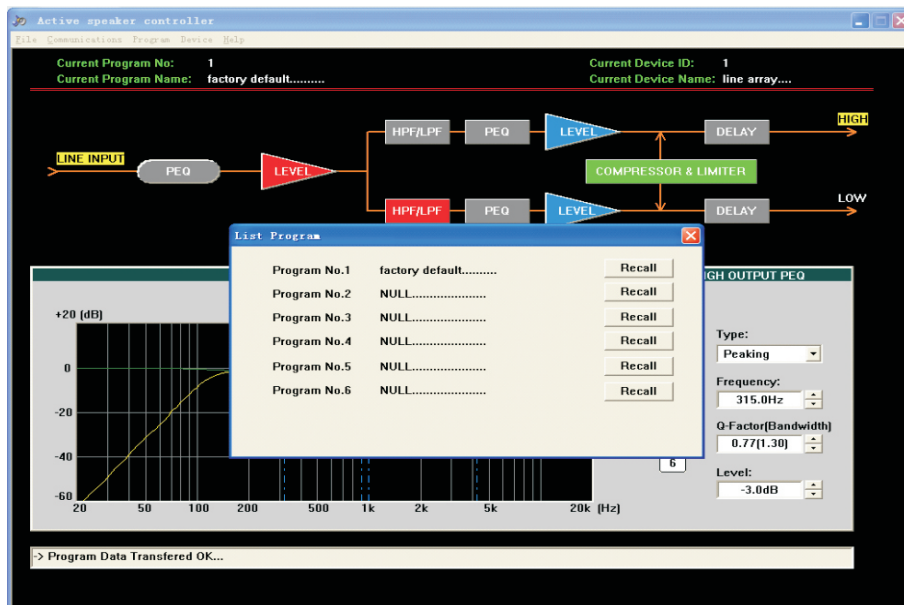 Active speaker controller
File Communications Program Device Help
Current Program No: 1
Current Device ID: 1
Current Program Name: factory default..........
Current Device Name: line array....
HIGH
HPF/LPF PEQ LEVEL DELAY
LINE INPUT
PEQ LEVEL
COMPRESSOR & LIMITER
LOW
HPF/LPF PEQ LEVEL DELAY
List Program
Program No.1 factory default.......... Recall
Program No.2 NULL...................... Recall
Program No.3 NULL...................... Recall
Program No.4 NULL...................... Recall
Program No.5 NULL...................... Recall
Program No.6 NULL...................... Recall
IGH OUTPUT PEQ
+20 (dB)
0
-20
-40
-60
20 50 100 200 500 1k 2k 5k 20k (Hz)
6
Type:
Peaking
Frequency:
315.0Hz
Q-Factor(Bandwidth)
0.77(1.30)
Level:
-3.0dB
-> Program Data Transfered OK...